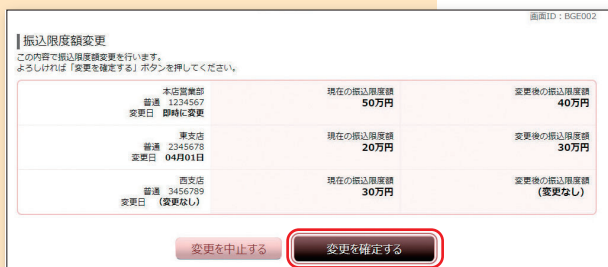 画面ID：BGE002
振込限度額変更
この内容で振込限度額変更を行います。
よろしければ「変更を確定する」ボタンを押してください。
本店営業部 現在の振込限度額 変更後の振込限度額
普通 1234567 50万円 40万円
変更日 即時に変更
東支店 現在の振込限度額 変更後の振込限度額
普通 2345678 20万円 30万円
変更日 04月01日
西支店 現在の振込限度額 変更後の振込限度額
普通 3456789 30万円 (変更なし)
変更日 (変更なし)
変更を中止する 変更を確定する